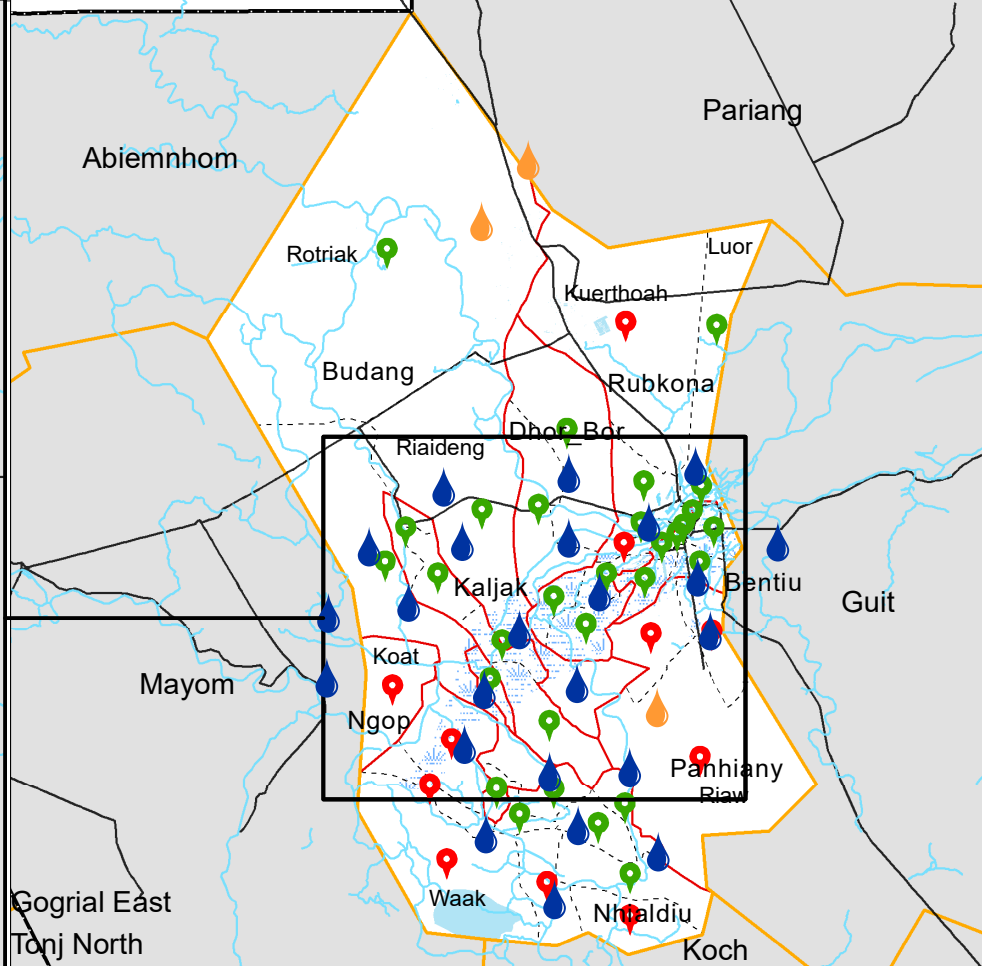 Pariang
Abiemnhom
Luor
Rotriak
Kuerthoah
Budang
Rubkona
Dhor_Bor
Riaideng
Kaljak
Bentiu
Guit
Koat
Mayom
Ngop
Panhiany
Riaw
Waak
Gogrial East
Nhialdiu
Tonj North
Koch